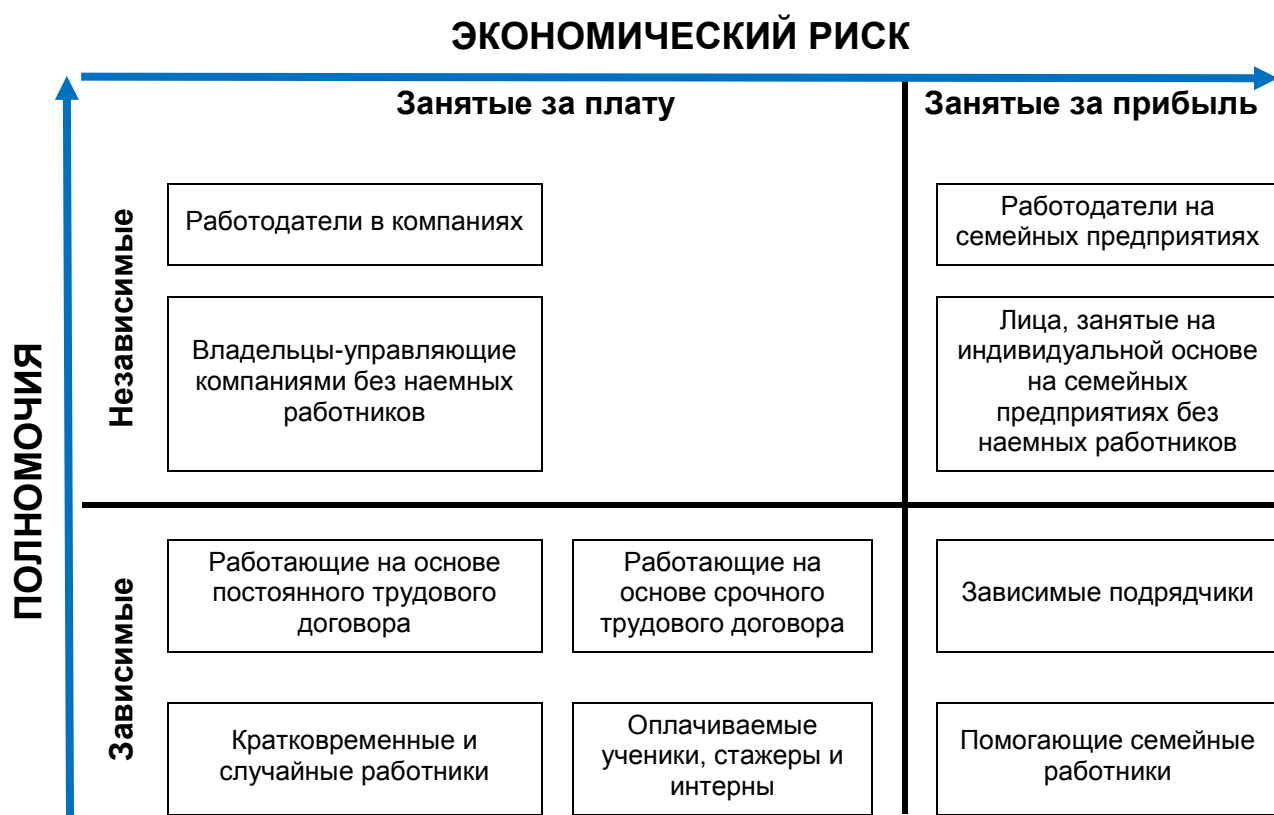 ЭКОНОМИЧЕСКИЙ РИСК
Занятые за плату
Занятые за прибыль
ПОЛНОМОЧИЯ
Независимые
Работодатели в компаниях
Работодатели на
семейных предприятиях
Владельцы-управляющие
компаниями без наемных
работников
Лица, занятые на
индивидуальной основе
на семейных
предприятиях без
наемных работников
Зависимые
Работающие на основе
постоянного трудового
договора
Работающие на
основе срочного
трудового договора
Зависимые подрядчики
Кратковременные и
случайные работники
Оплачиваемые
ученики, стажеры и
интерны
Помогающие семейные
работники